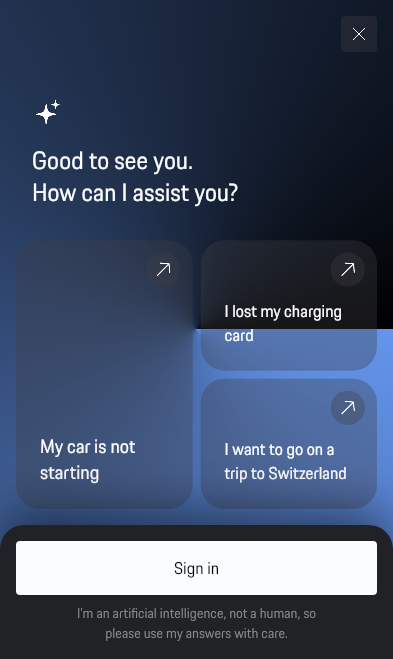 Good to see you.
How can I assist you?
I lost my charging
card
My car is not
starting
I want to go on a
trip to Switzerland
Sign in
I'm an artificial intelligence, not a human, so
please use my answers with care.